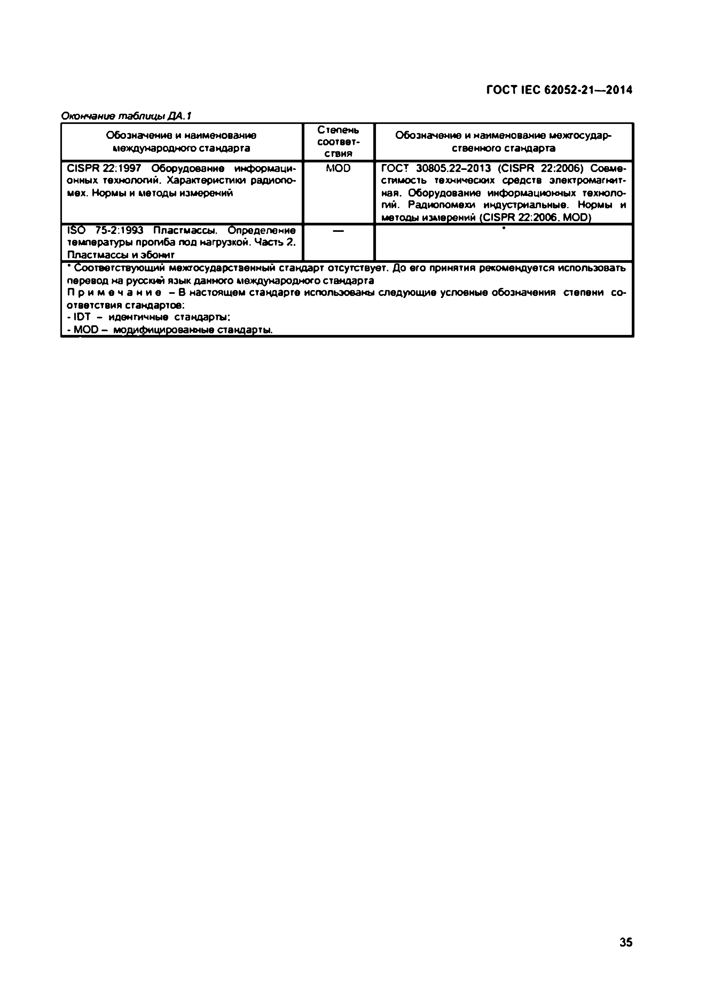 ГОСТ IEC 62052-21—2014
Окончание таблицы ДА.1
Обозначение и наименование
международного стандарта
Степень
соответ-
ствия
Обозначение и наименование межгосудар-
ственного стандарта
CISPR 22:1997 Оборудование информаци-
онных технологий. Характеристики радиопо-
мех. Нормы и методы измерений
MOD
ГОСТ 30805.22–2013 (CISPR 22:2006) Совме-
стимость технических средств электромагнит-
ная. Оборудование информационных техноло-
гий. Радиопомехи индустриальные. Нормы и
методы измерений (CISPR 22:2006, MOD)
ISO 75-2:1993 Пластмассы. Определение
температуры прогиба под нагрузкой. Часть 2.
Пластмассы и эбонит
—
*
* Соответствующий межгосударственный стандарт отсутствует. До его принятия рекомендуется использовать
перевод на русский язык данного международного стандарта
Примечание – В настоящем стандарте использованы следующие условные обозначения степени со-
ответствия стандартов:
- IDT – идентичные стандарты;
- MOD – модифицированные стандарты.
35